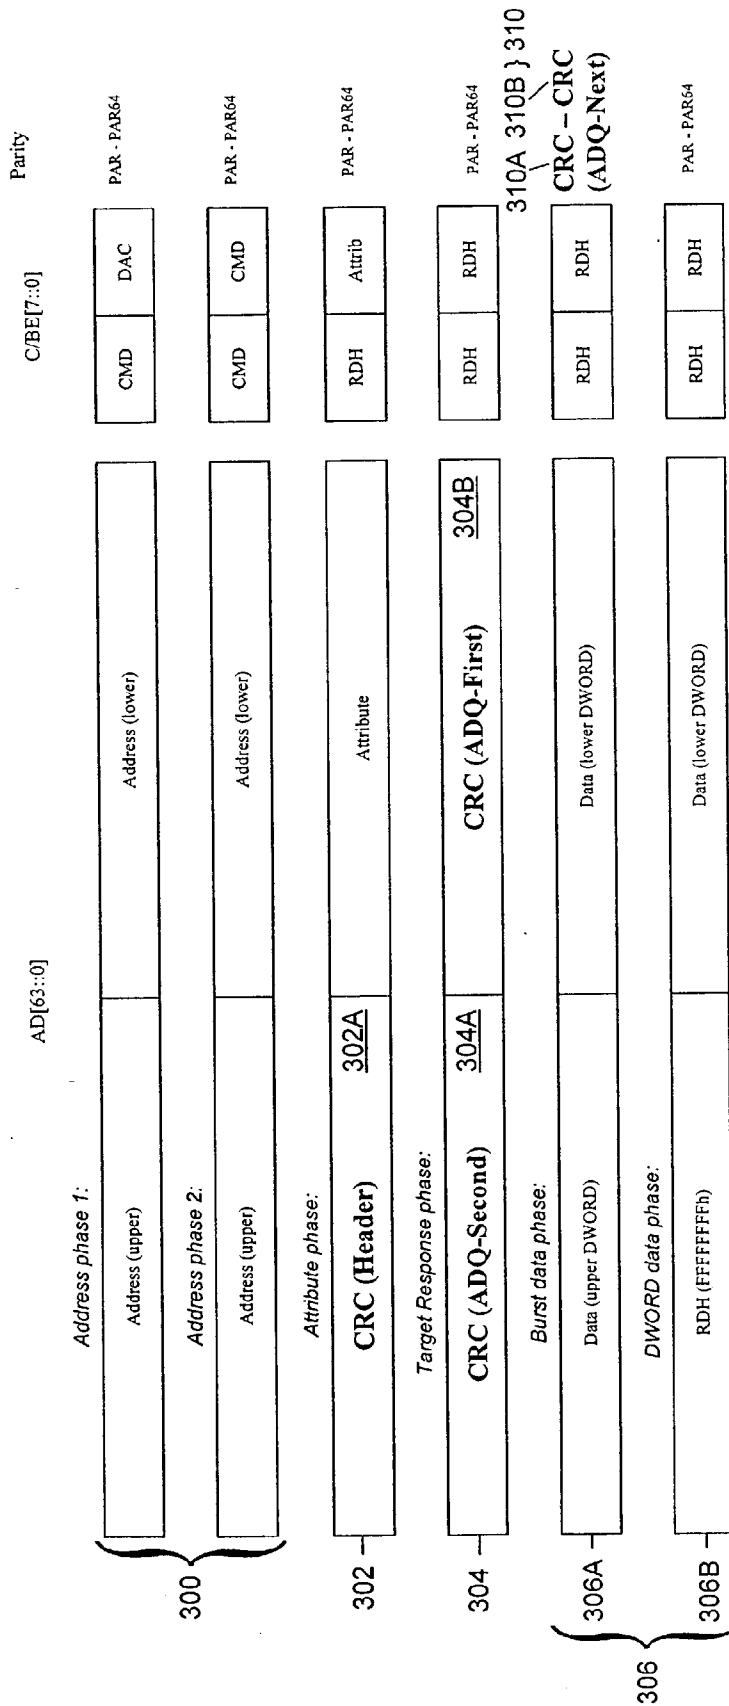 AD[63::0] C/BE[7::0] Parity
Address phase 1:
Address (upper) Address (lower) CMD DAC PAR - PAR64
Address phase 2:
Address (upper) Address (lower) CMD CMD PAR - PAR64
300
Attribute phase:
302 CRC (Header) 302A Attribute RDH Attrib PAR - PAR64
Target Response phase:
304 CRC (ADQ-Second) 304A CRC (ADQ-First) 304B RDH RDH PAR - PAR64
310A 310B } 310
Burst data phase:
306A Data (upper DWORD) Data (lower DWORD) RDH RDH CRC – CRC
(ADQ-Next)
DWORD data phase:
306B RDH (FFFFFFFFh) Data (lower DWORD) RDH RDH PAR - PAR64
306